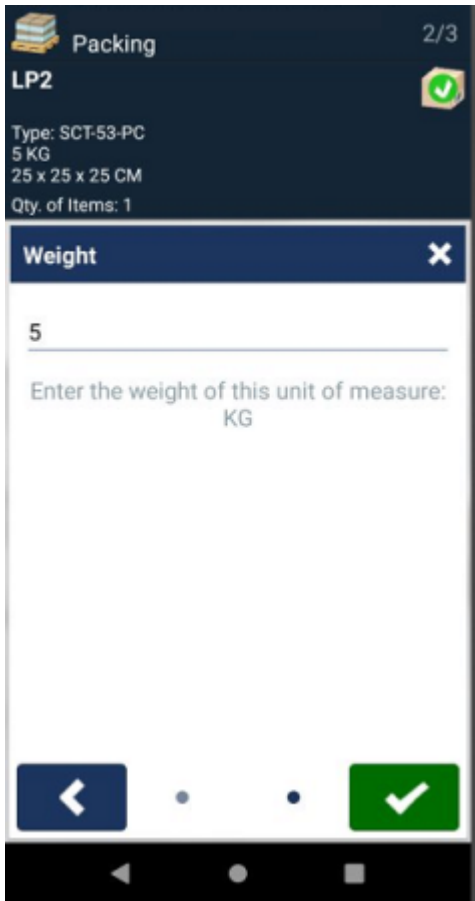 Packing
2/3
LP2
Type: SCT-53-PC
5 KG
25 x 25 x 25 CM
Qty. of Items: 1
Weight
5
Enter the weight of this unit of measure:
KG